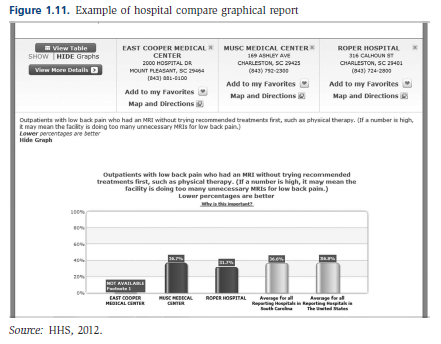 Figure 1.11. Example of hospital compare graphical report
View Table
SHOW | HIDE Graphs
View More Details
EAST COOPER MEDICAL
CENTER
2000 HOSPITAL DR
MOUNT PLEASANT, SC 29464
(843) 881-0100
Add to my Favorites
Map and Directions
MUSC MEDICAL CENTER
169 ASHLEY AVE
CHARLESTON, SC 29425
(843) 792-2300
Add to my Favorites
Map and Directions
ROPER HOSPITAL
316 CALHOUN ST
CHARLESTON, SC 29401
(843) 724-2800
Add to my Favorites
Map and Directions
Outpatients with low back pain who had an MRI without trying recommended treatments first, such as physical therapy. (If a number is high,
it may mean the facility is doing too many unnecessary MRIs for low back pain.)
Lower percentages are better
Hide Graph
Outpatients with low back pain who had an MRI without trying recommended
treatments first, such as physical therapy. (If a number is high, it may mean the
facility is doing too many unnecessary MRIs for low back pain.)
Lower percentages are better
Why is this important?
100%
80%
60%
40%
20%
0%
NOT AVAILABLE
Footnote 1
36.7%
31.7%
36.6%
36.8%
EAST COOPER
MEDICAL CENTER
MUSC MEDICAL
CENTER
ROPER HOSPITAL
Average for all
Reporting Hospitals in
South Carolina
Average for all
Reporting Hospitals in
The United States
Source: HHS, 2012.